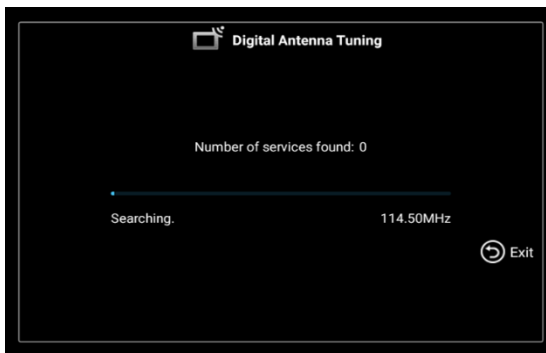 Digital Antenna Tuning
Number of services found: 0
Searching. 114.50MHz
Exit